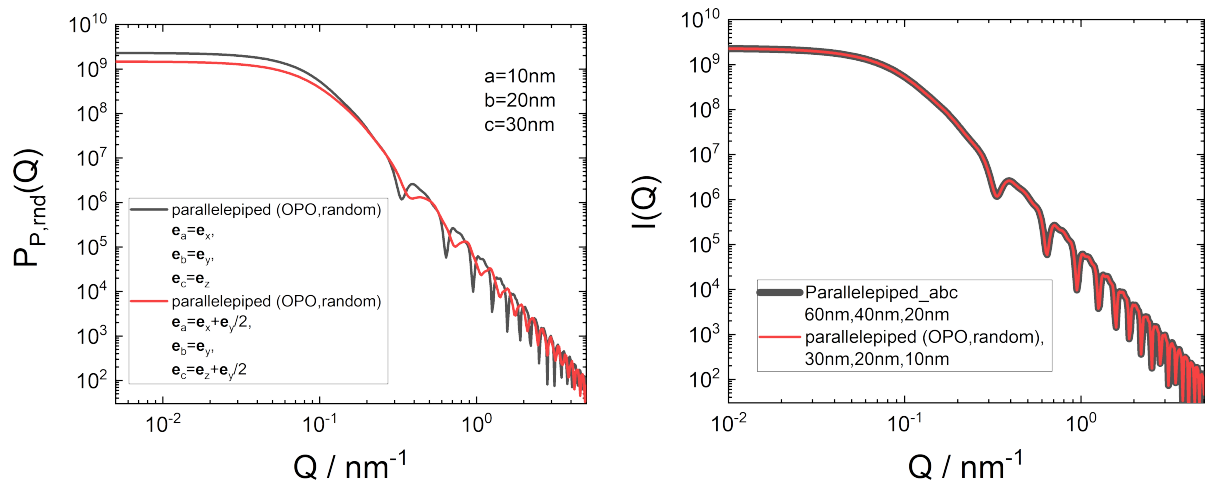 10^10
10^9
10^8
10^7
10^6
10^5
10^4
10^3
10^2
P_P,rnd(Q)
a=10nm
b=20nm
c=30nm
parallelepiped (OPO,random)
e_a=e_x,
e_b=e_y,
e_c=e_z
parallelepiped (OPO,random)
e_a=e_x+e_y/2,
e_b=e_y,
e_c=e_z+e_y/2
10^-2
10^-1
10^0
Q / nm^-1
10^10
10^9
10^8
10^7
10^6
10^5
10^4
10^3
10^2
I(Q)
Parallelepiped_abc
60nm,40nm,20nm
parallelepiped (OPO,random),
30nm,20nm,10nm
10^-2
10^-1
10^0
Q / nm^-1